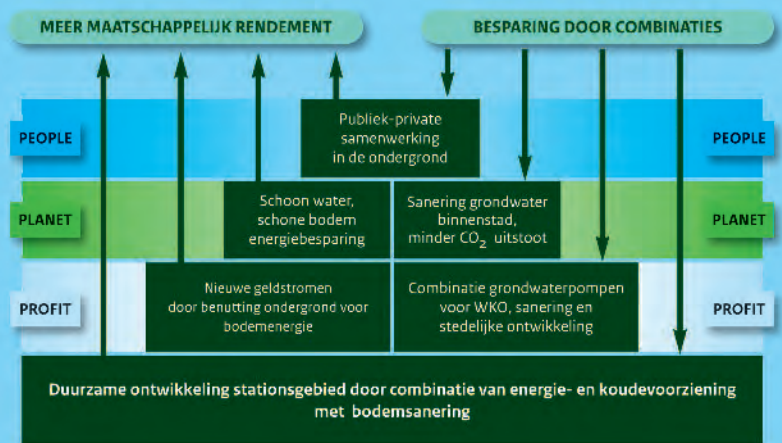 MEER MAATSCHAPPELIJK RENDEMENT
BESPARING DOOR COMBINATIES
PEOPLE
Publiek-private
samenwerking
in de ondergrond
PEOPLE
PLANET
Schoon water,
schone bodem
energiebesparing
Sanering grondwater
binnenstad,
minder CO₂ uitstoot
PLANET
PROFIT
Nieuwe geldstromen
door benutting ondergrond voor
bodemenergie
Combinatie grondwaterpompen
voor WKO, sanering en
stedelijke ontwikkeling
PROFIT
Duurzame ontwikkeling stationsgebied door combinatie van energie- en koudevoorziening
met bodemsanering